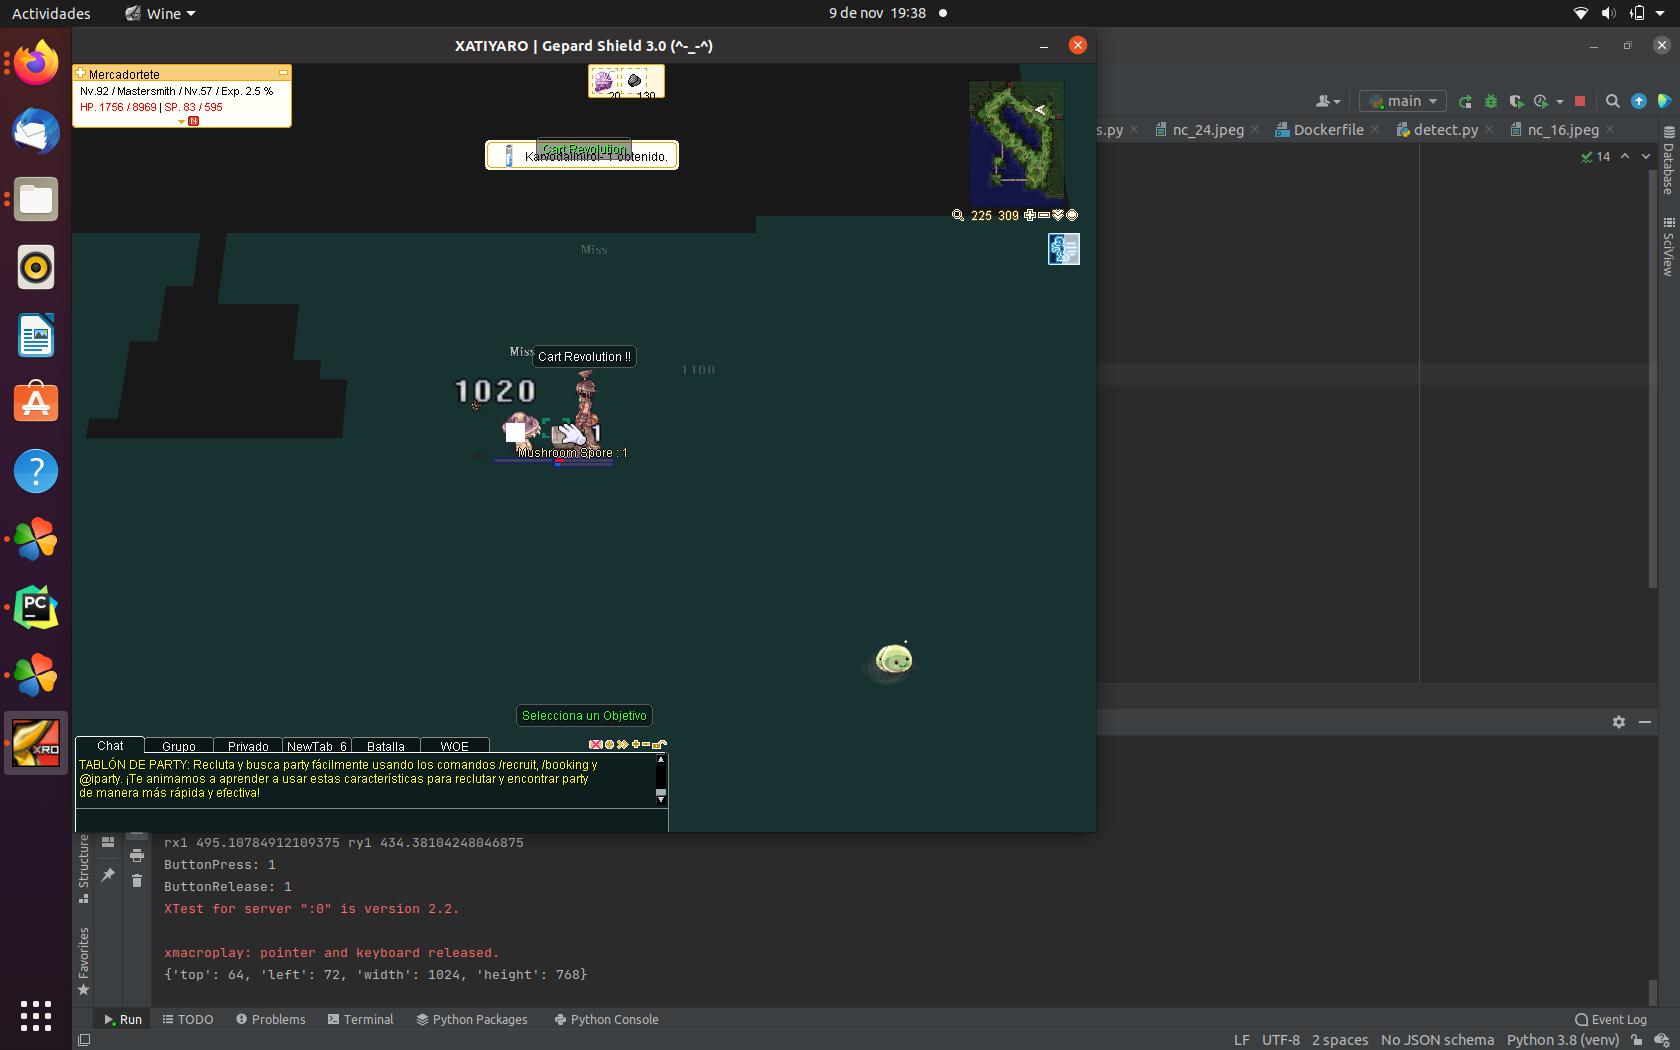 Actividades
Wine
9 de nov 19:38
XATIYARO | Gepard Shield 3.0 (^-_-^)
Mercadortete
Nv.92 / Mastersmith / Nv.57 / Exp. 2.5 %
HP. 1756 / 8969 | SP. 83 / 595
N
20 130
Cart Revolution
1 obtenido.
225 309
Miss
Miss
Cart Revolution !!
1100
1020
1
Mushroom Spore : 1
Selecciona un Objetivo
Chat Grupo Privado NewTab_6 Batalla WOE
TABLÓN DE PARTY: Recluta y busca party fácilmente usando los comandos /recruit, /booking y
@iparty. ¡Te animamos a aprender a usar estas características para reclutar y encontrar party
de manera más rápida y efectiva!
main
s.py nc_24.jpeg Dockerfile detect.py nc_16.jpeg
14
Database
SciView
PC
XRO
Structure
Favorites
rx1 495.10784912109375 ry1 434.38104248046875
ButtonPress: 1
ButtonRelease: 1
XTest for server ":0" is version 2.2.
xmacroplay: pointer and keyboard released.
{'top': 64, 'left': 72, 'width': 1024, 'height': 768}
Run TODO Problems Terminal Python Packages Python Console Event Log
LF UTF-8 2 spaces No JSON schema Python 3.8 (venv)